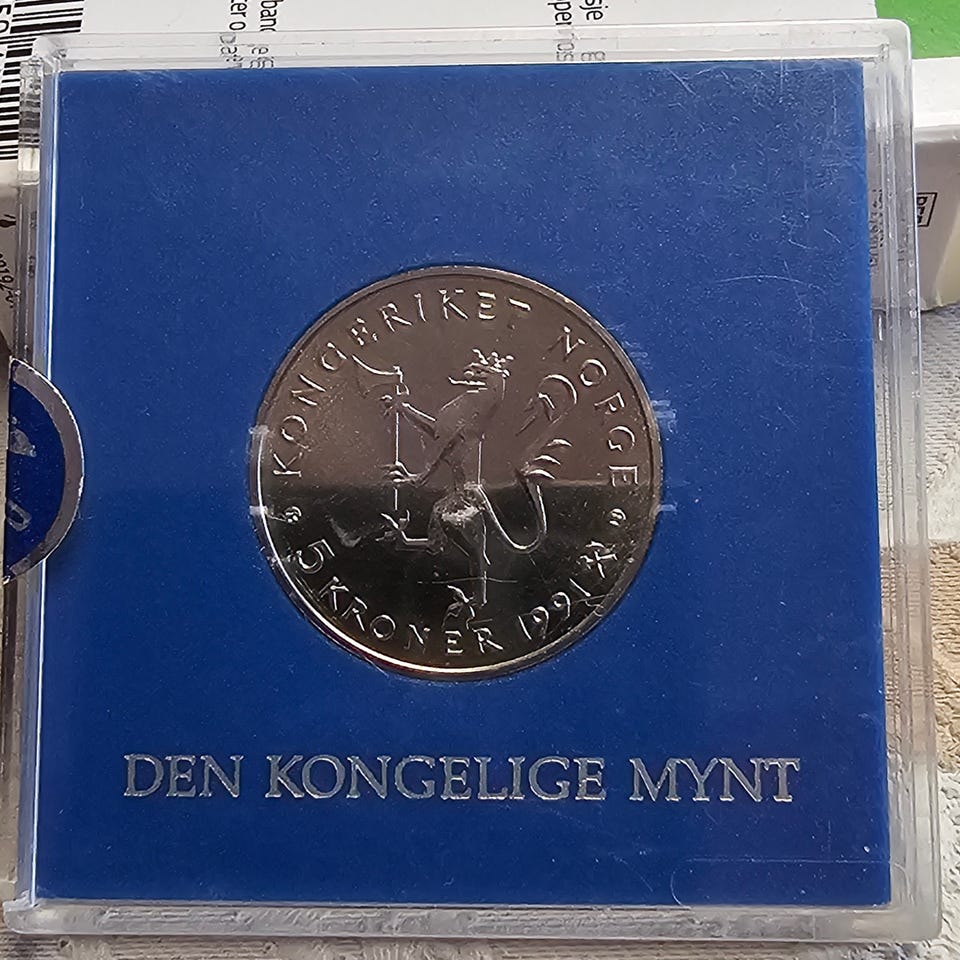 KONGERIKET NORGE
5 KRONER 1991
DEN KONGELIGE MYNT